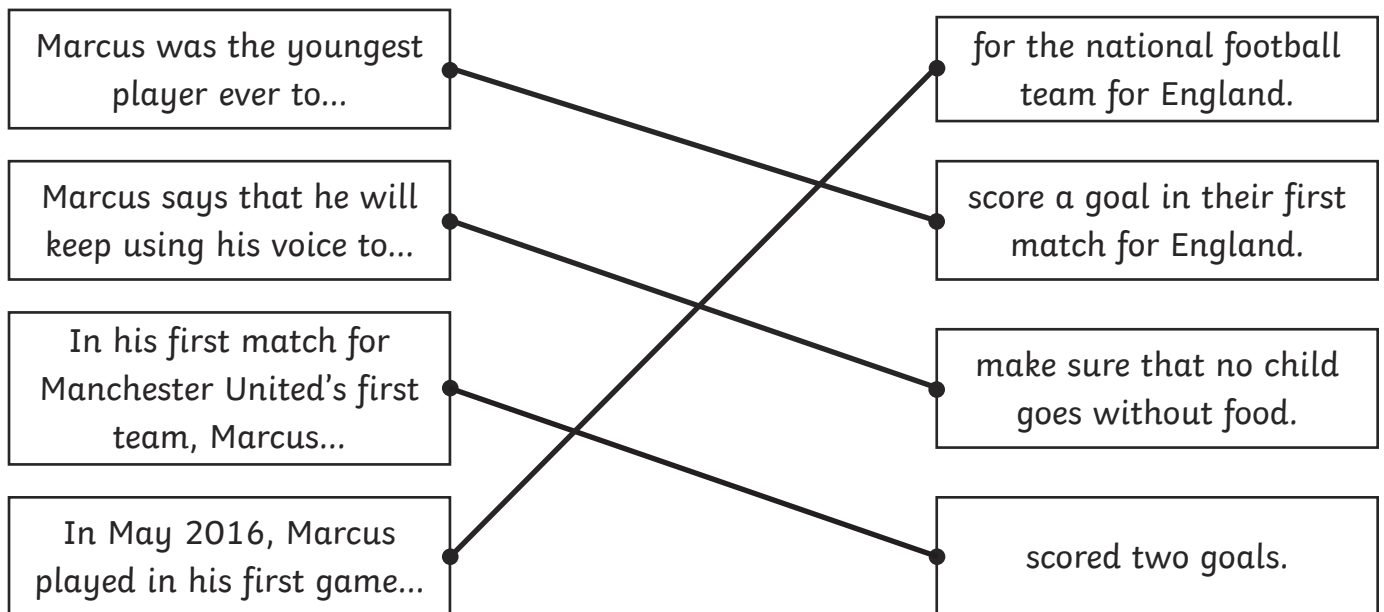 Marcus was the youngest
player ever to...
for the national football
team for England.
Marcus says that he will
keep using his voice to...
score a goal in their first
match for England.
In his first match for
Manchester United’s first
team, Marcus...
make sure that no child
goes without food.
In May 2016, Marcus
played in his first game...
scored two goals.